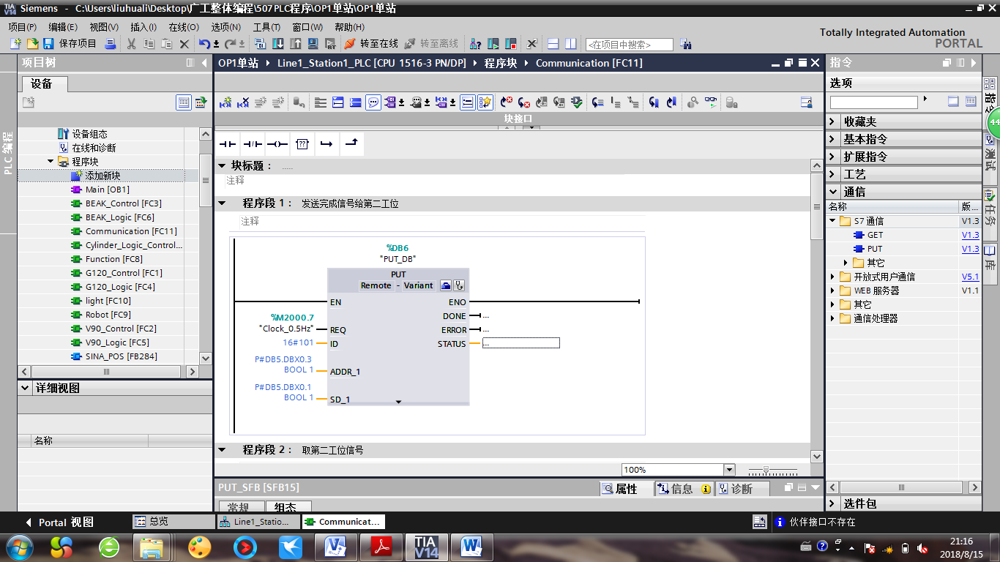 TIA V14 Siemens - C:\Users\liuhuali\Desktop\广工整体编程\507PLC程序\OP1单站\OP1单站
项目(P) 编辑(E) 视图(V) 插入(I) 在线(O) 选项(N) 工具(T) 窗口(W) 帮助(H)
Totally Integrated Automation
PORTAL
保存项目 转至在线 转至离线 <在项目中搜索>
项目树
设备
PLC 编程
设备组态
在线和诊断
程序块
添加新块
Main [OB1]
BEAK_Control [FC3]
BEAK_Logic [FC6]
Communication [FC11]
Cylinder_Logic_Control...
Function [FC8]
G120_Control [FC1]
G120_Logic [FC4]
light [FC10]
Robot [FC9]
V90_Control [FC2]
V90_Logic [FC5]
SINA_POS [FB284]
详细视图
名称
OP1单站 Line1_Station1_PLC [CPU 1516-3 PN/DP] 程序块 Communication [FC11]
块接口
??
块标题： .....
注释
程序段 1： 发送完成信号给第二工位
注释
%DB6
"PUT_DB"
PUT
Remote - Variant
EN ENO
DONE ...
%M2000.7
"Clock_0.5Hz" REQ ERROR ...
16#101 ID STATUS ...
P#DB5.DBX0.3
BOOL 1 ADDR_1
P#DB5.DBX0.1
BOOL 1 SD_1
程序段 2： 取第二工位信号
100%
PUT_SFB [SFB15]
属性 信息 诊断
常规 组态
指令
选项
收藏夹
基本指令
扩展指令
工艺
通信
名称 版...
S7 通信 V1.3
GET V1.3
PUT V1.3
其它
开放式用户通信 V5.1
WEB 服务器 V1.1
其它
通信处理器
选件包
44
测试
任务
库
Portal 视图 总览 Line1_Statio... Communicat... 伙伴接口不存在
TIA V14
21:16
2018/8/15